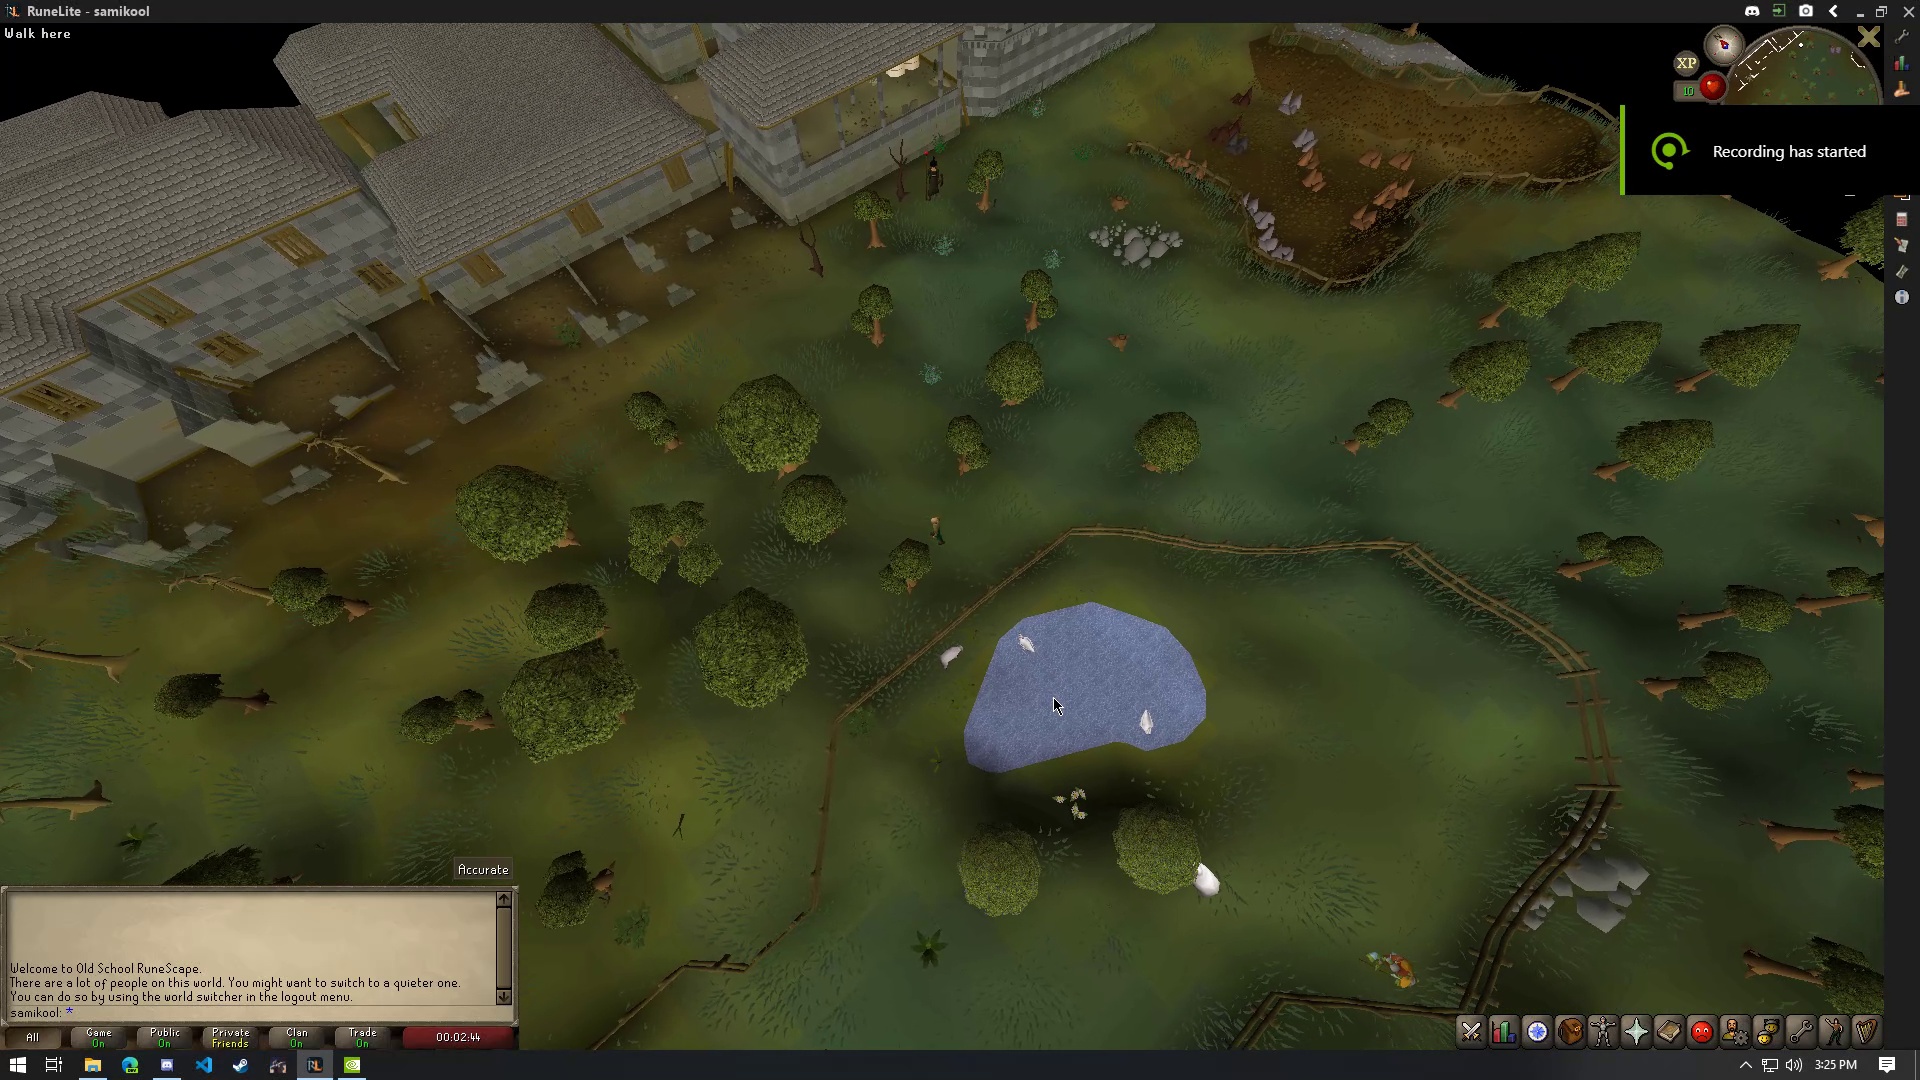 RuneLite - samikool
Walk here
XP
10
Recording has started
Accurate
Welcome to Old School RuneScape.
There are a lot of people on this world. You might want to switch to a quieter one.
You can do so by using the world switcher in the logout menu.
samikool: *
All
Game
On
Public
On
Private
Friends
Clan
On
Trade
On
00:02:44
3:25 PM